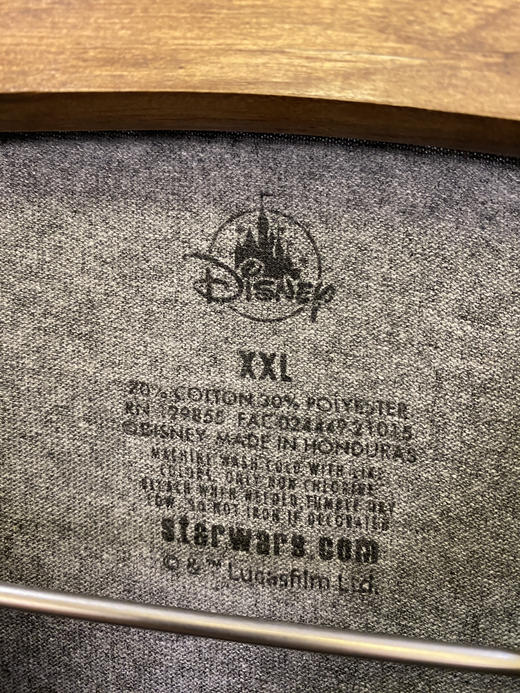 Disney
XXL
70% COTTON 30% POLYESTER
RN 129855 FAC 024449-21015
©DISNEY MADE IN HONDURAS
MACHINE WASH COLD WITH LIKE
COLORS, ONLY NON CHLORINE
BLEACH WHEN NEEDED, TUMBLE DRY
LOW, DO NOT IRON IF DECORATED
starwars.com
© & ™ Lucasfilm Ltd.